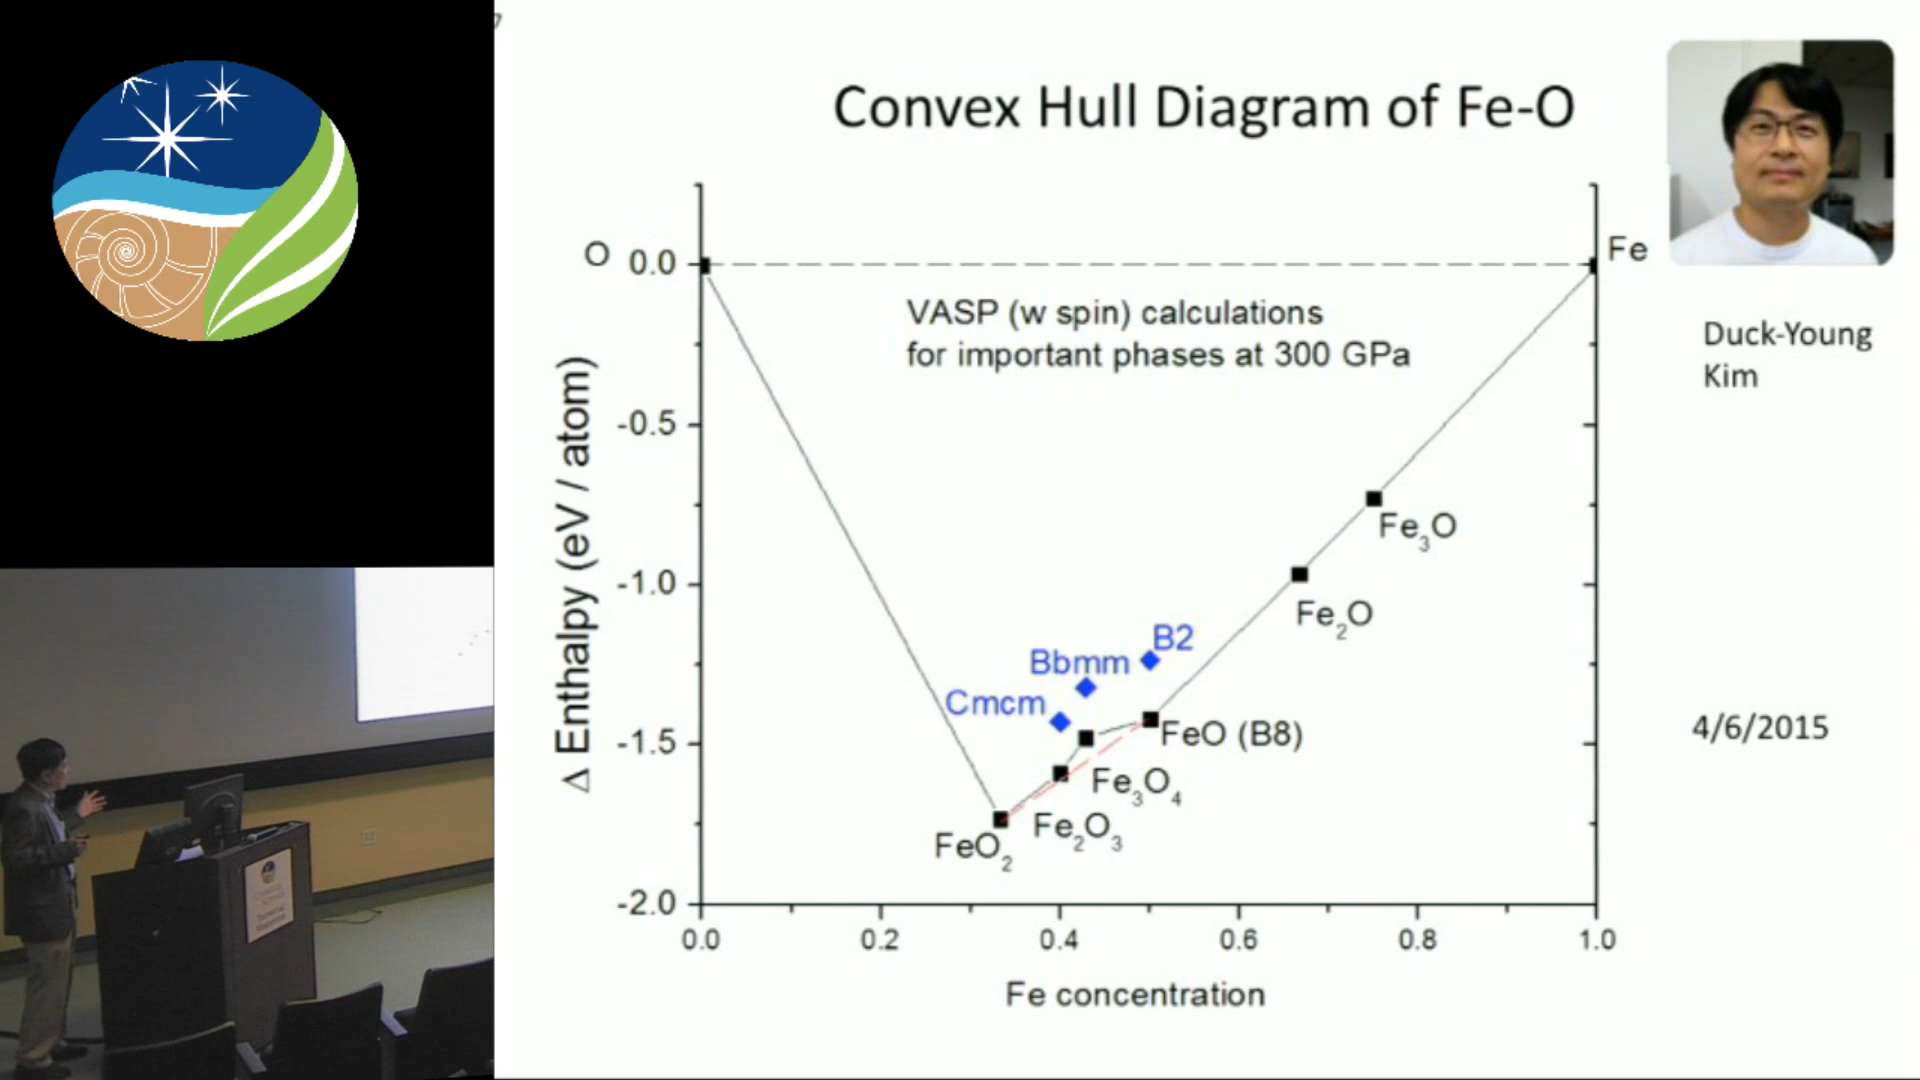 Convex Hull Diagram of Fe-O
O
Fe
VASP (w spin) calculations
for important phases at 300 GPa
Duck-Young
Kim
4/6/2015
Δ Enthalpy (eV / atom)
0.0
-0.5
-1.0
-1.5
-2.0
Fe₃O
Fe₂O
B2
Bbmm
Cmcm
FeO (B8)
Fe₃O₄
Fe₂O₃
FeO₂
0.0 0.2 0.4 0.6 0.8 1.0
Fe concentration